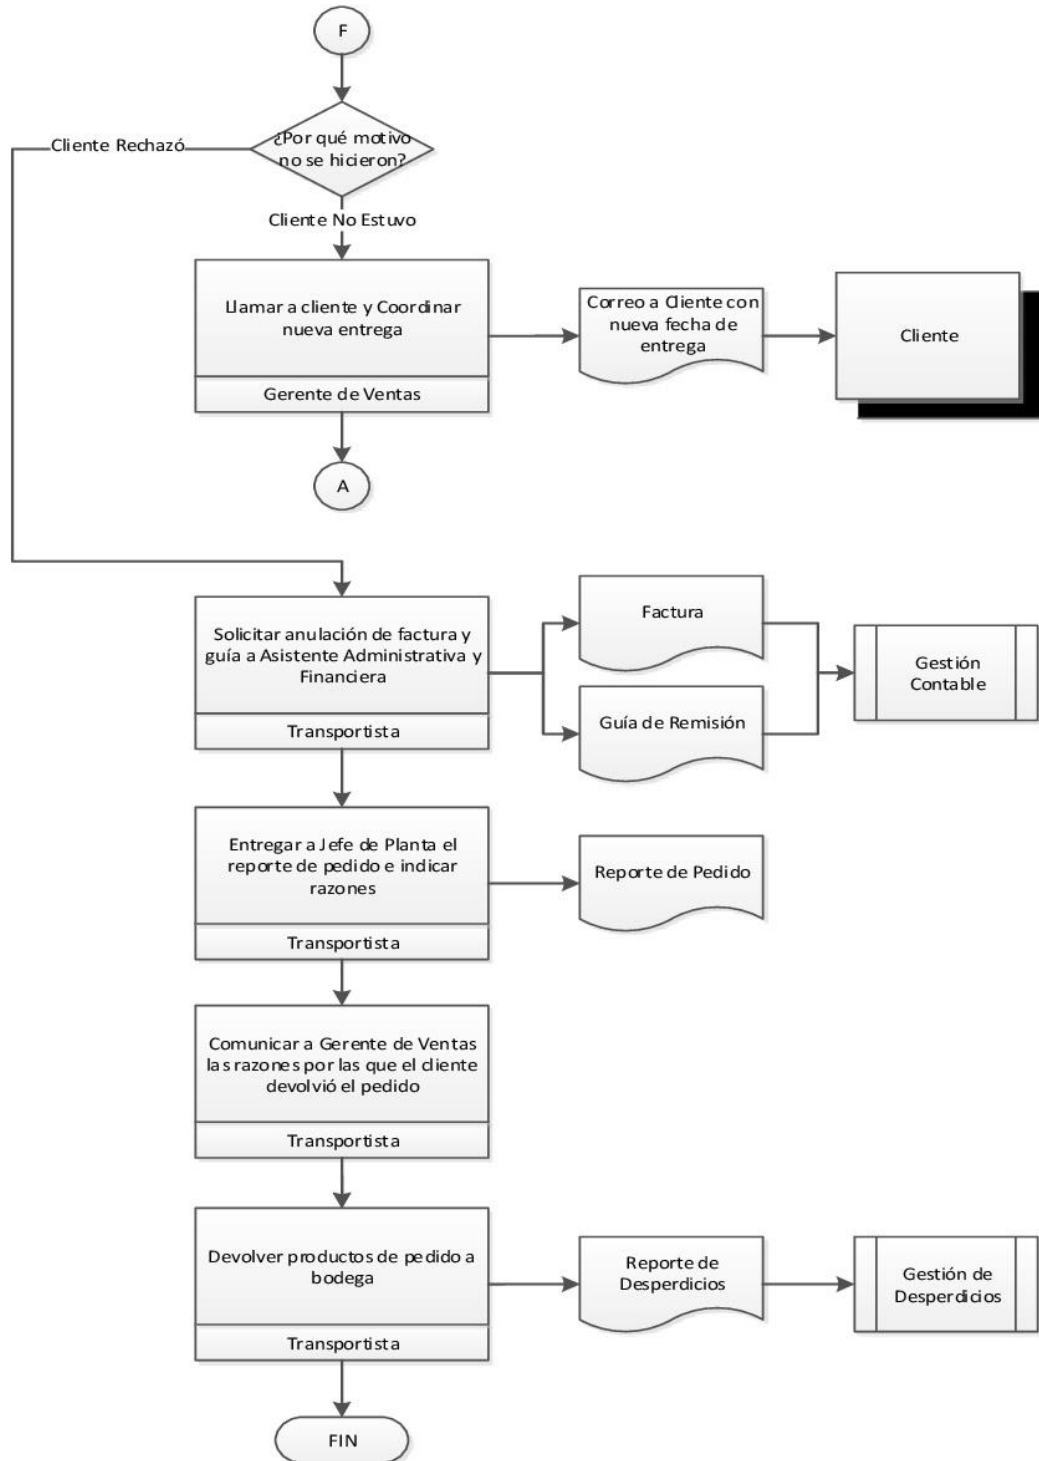 F
¿Por qué motivo
no se hicieron?
Cliente Rechazó
Cliente No Estuvo
Llamar a cliente y Coordinar
nueva entrega
Gerente de Ventas
Correo a Cliente con
nueva fecha de
entrega
Cliente
A
Solicitar anulación de factura y
guía a Asistente Administrativa y
Financiera
Transportista
Factura
Guía de Remisión
Gestión
Contable
Entregar a Jefe de Planta el
reporte de pedido e indicar
razones
Transportista
Reporte de Pedido
Comunicar a Gerente de Ventas
las razones por las que el cliente
devolvió el pedido
Transportista
Devolver productos de pedido a
bodega
Transportista
Reporte de
Desperdicios
Gestión de
Desperdicios
FIN